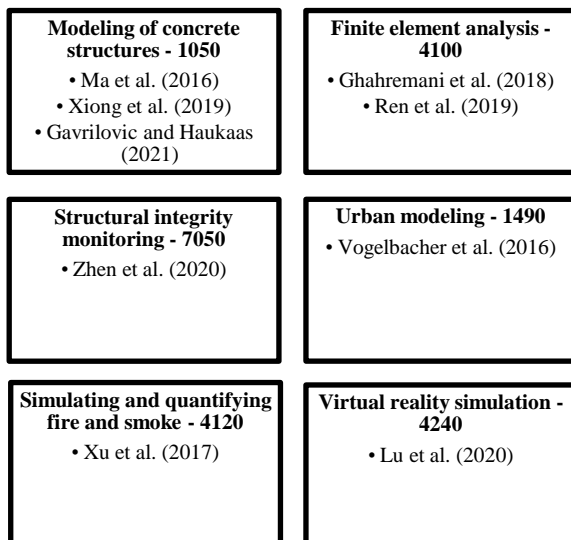 Modeling of concrete
structures - 1050
• Ma et al. (2016)
• Xiong et al. (2019)
• Gavrilovic and Haukaas
(2021)
Finite element analysis -
4100
• Ghahremani et al. (2018)
• Ren et al. (2019)
Structural integrity
monitoring - 7050
• Zhen et al. (2020)
Urban modeling - 1490
• Vogelbacher et al. (2016)
Simulating and quantifying
fire and smoke - 4120
• Xu et al. (2017)
Virtual reality simulation -
4240
• Lu et al. (2020)